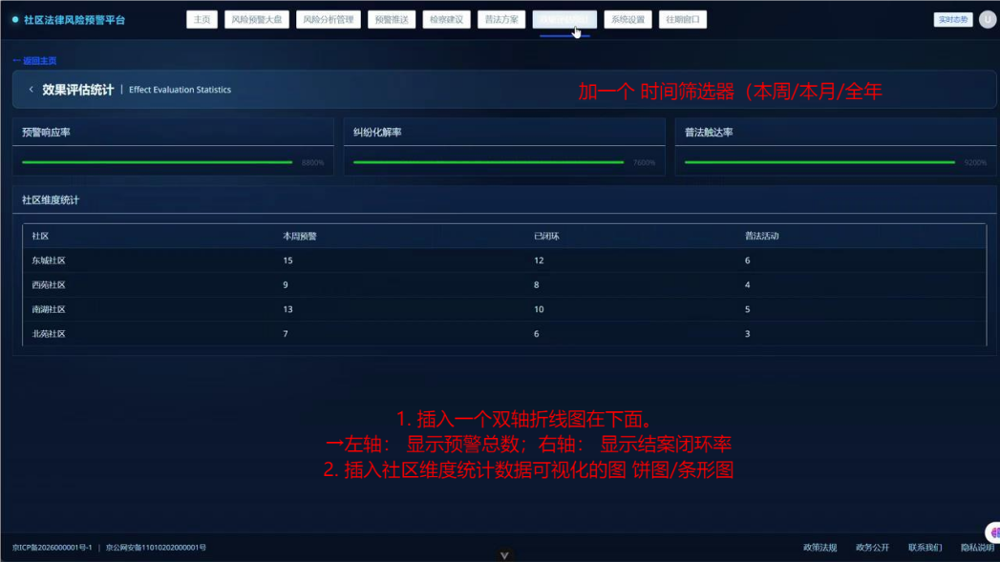 社区法律风险预警平台
主页 风险预警大盘 风险分析管理 预警推送 检察建议 普法方案 系统设置 往期窗口 实时态势 U
← 返回主页
< 效果评估统计 | Effect Evaluation Statistics
加一个 时间筛选器（本周/本月/全年
预警响应率 纠纷化解率 普法触达率
8800% 7600% 9200%
社区维度统计
社区 本周预警 已闭环 普法活动
东城社区 15 12 6
西苑社区 9 8 4
南湖社区 13 10 5
北苑社区 7 6 3
1. 插入一个双轴折线图在下面。
→左轴： 显示预警总数；右轴： 显示结案闭环率
2. 插入社区维度统计数据可视化的图 饼图/条形图
京ICP备2026000001号-1 | 京公网安备11010202000001号 政策法规 政务公开 联系我们 隐私说明